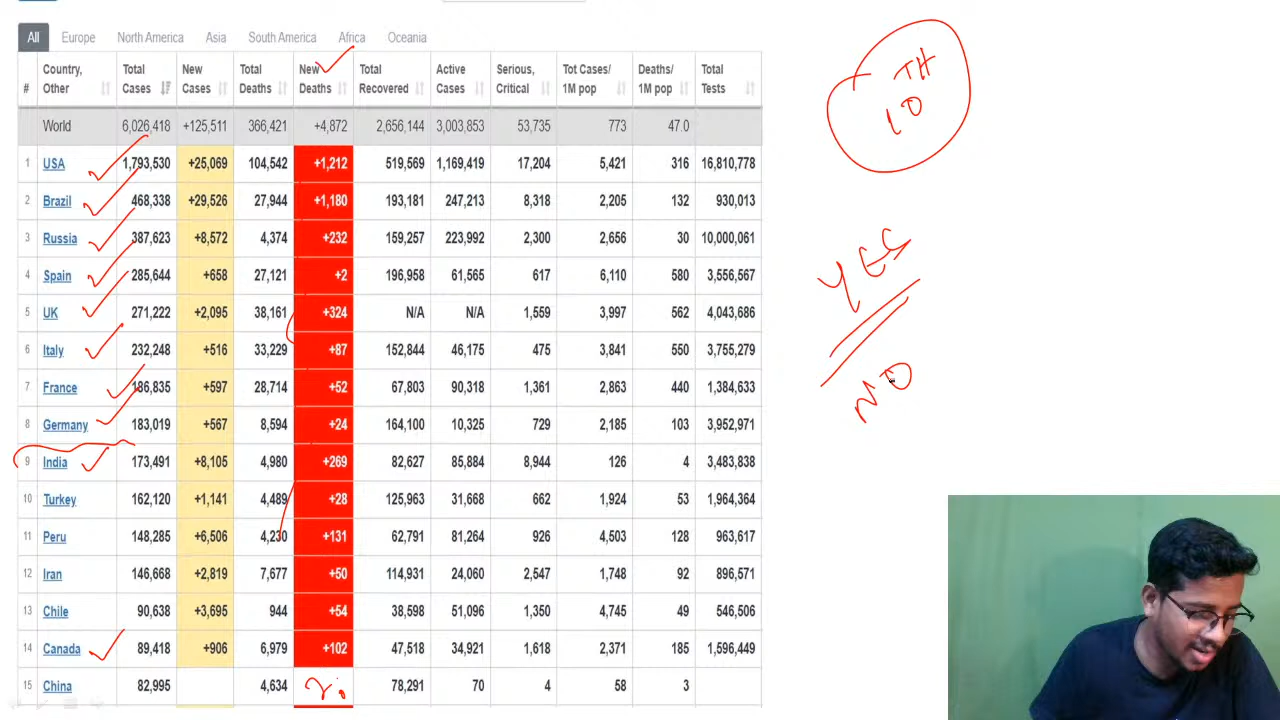 All Europe North America Asia South America Africa Oceania
# Country, Other Total Cases New Cases Total Deaths New Deaths Total Recovered Active Cases Serious, Critical Tot Cases/ 1M pop Deaths/ 1M pop Total Tests
World 6,026,418 +125,511 366,421 +4,872 2,656,144 3,003,853 53,735 773 47.0
1 USA 1,793,530 +25,069 104,542 +1,212 519,569 1,169,419 17,204 5,421 316 16,810,778
2 Brazil 468,338 +29,526 27,944 +1,180 193,181 247,213 8,318 2,205 132 930,013
3 Russia 387,623 +8,572 4,374 +232 159,257 223,992 2,300 2,656 30 10,000,061
4 Spain 285,644 +658 27,121 +2 196,958 61,565 617 6,110 580 3,556,567
5 UK 271,222 +2,095 38,161 +324 N/A N/A 1,559 3,997 562 4,043,686
6 Italy 232,248 +516 33,229 +87 152,844 46,175 475 3,841 550 3,755,279
7 France 186,835 +597 28,714 +52 67,803 90,318 1,361 2,863 440 1,384,633
8 Germany 183,019 +567 8,594 +24 164,100 10,325 729 2,185 103 3,952,971
9 India 173,491 +8,105 4,980 +269 82,627 85,884 8,944 126 4 3,483,838
10 Turkey 162,120 +1,141 4,489 +28 125,963 31,668 662 1,924 53 1,964,364
11 Peru 148,285 +6,506 4,230 +131 62,791 81,264 926 4,503 128 963,617
12 Iran 146,668 +2,819 7,677 +50 114,931 24,060 2,547 1,748 92 896,571
13 Chile 90,638 +3,695 944 +54 38,598 51,096 1,350 4,745 49 546,506
14 Canada 89,418 +906 6,979 +102 47,518 34,921 1,618 2,371 185 1,596,449
15 China 82,995 4,634 78,291 70 4 58 3
TH
10
YES
NO